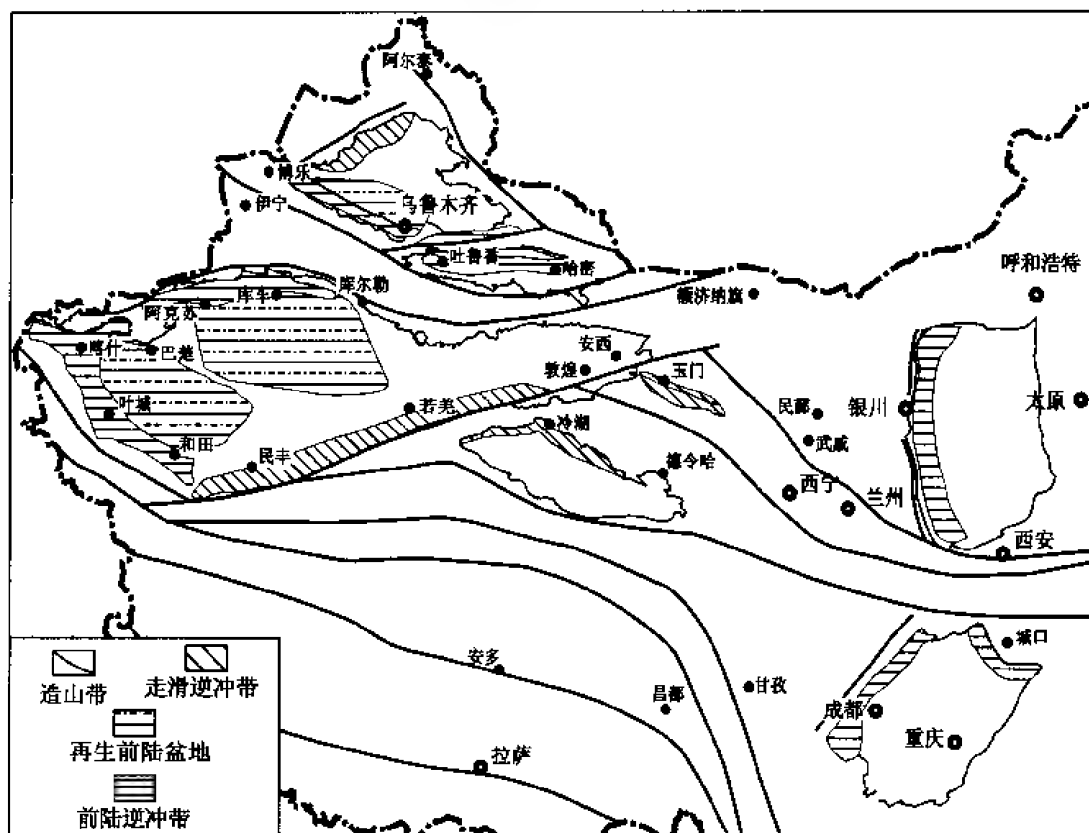 阿尔泰
博乐
伊宁
乌鲁木齐
吐鲁番
哈密
呼和浩特
库车
库尔勒
额济纳旗
阿克苏
喀什
巴楚
安西
敦煌
玉门
叶城
若羌
民勤
银川
太原
和田
民丰
冷湖
武威
德令哈
西宁
兰州
西安
城口
安多
昌都
甘孜
成都
重庆
拉萨
造山带
走滑逆冲带
再生前陆盆地
前陆逆冲带